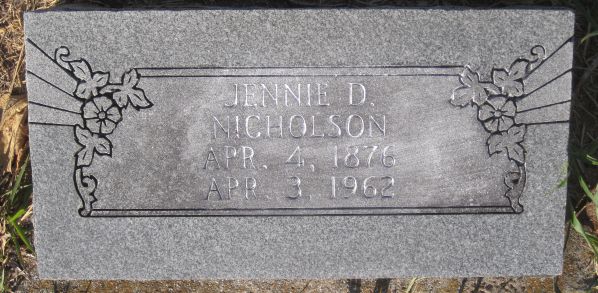 JENNIE D.
NICHOLSON
APR. 4, 1876
APR. 3, 1962